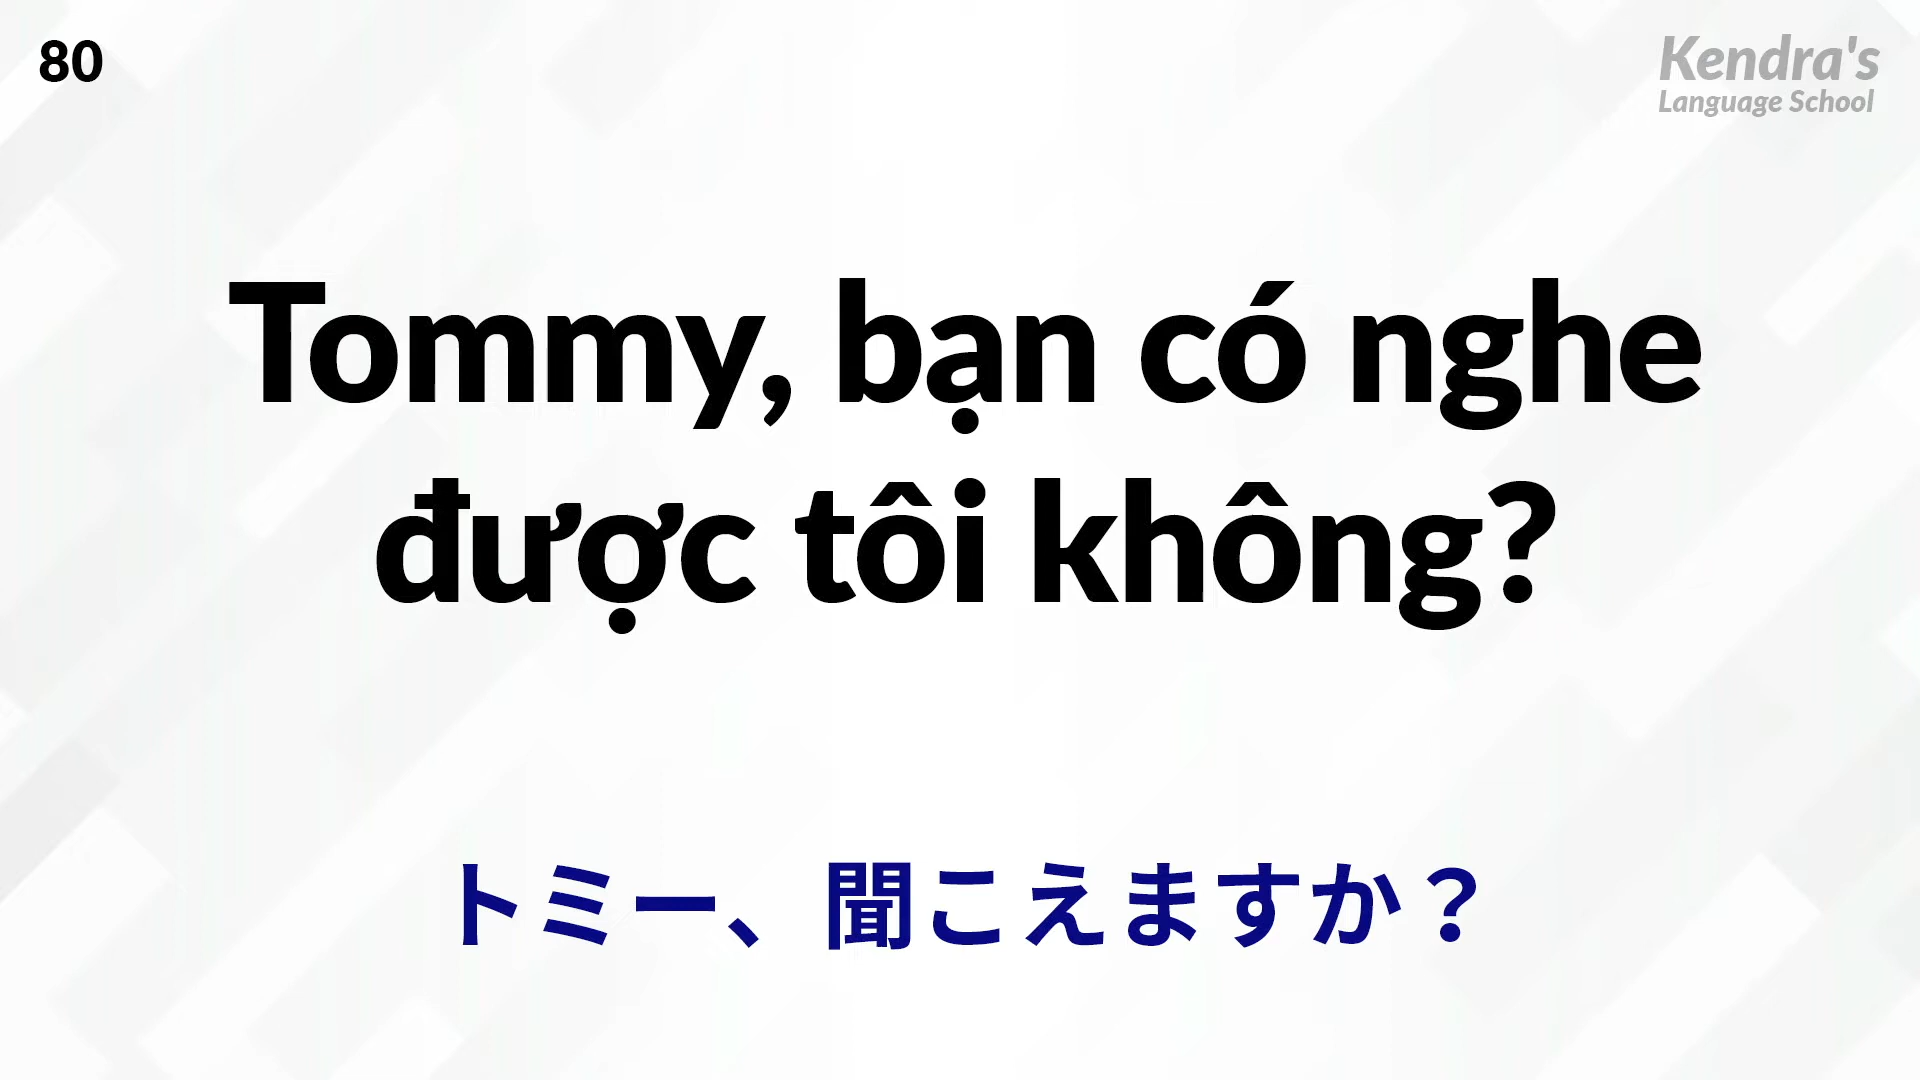 80
Kendra's
Language School
Tommy, bạn có nghe
được tôi không?
トミー、聞こえますか？